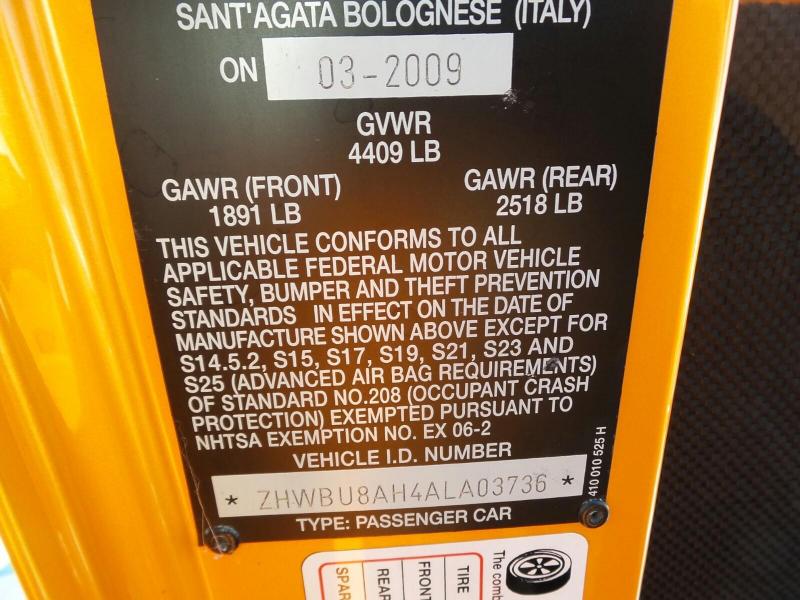 SANT'AGATA BOLOGNESE (ITALY)
ON 03-2009
GVWR
4409 LB
GAWR (FRONT) GAWR (REAR)
1891 LB 2518 LB
THIS VEHICLE CONFORMS TO ALL
APPLICABLE FEDERAL MOTOR VEHICLE
SAFETY, BUMPER AND THEFT PREVENTION
STANDARDS IN EFFECT ON THE DATE OF
MANUFACTURE SHOWN ABOVE EXCEPT FOR
S14.5.2, S15, S17, S19, S21, S23 AND
S25 (ADVANCED AIR BAG REQUIREMENTS)
OF STANDARD NO.208 (OCCUPANT CRASH
PROTECTION) EXEMPTED PURSUANT TO
NHTSA EXEMPTION NO. EX 06-2
VEHICLE I.D. NUMBER
* ZHWBU8AH4ALA03736 *
TYPE: PASSENGER CAR
410 010 525 H
The comb
TIRE
FRONT
REAR
SPAR